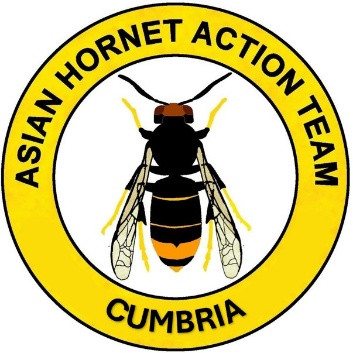 ASIAN HORNET ACTION TEAM
CUMBRIA